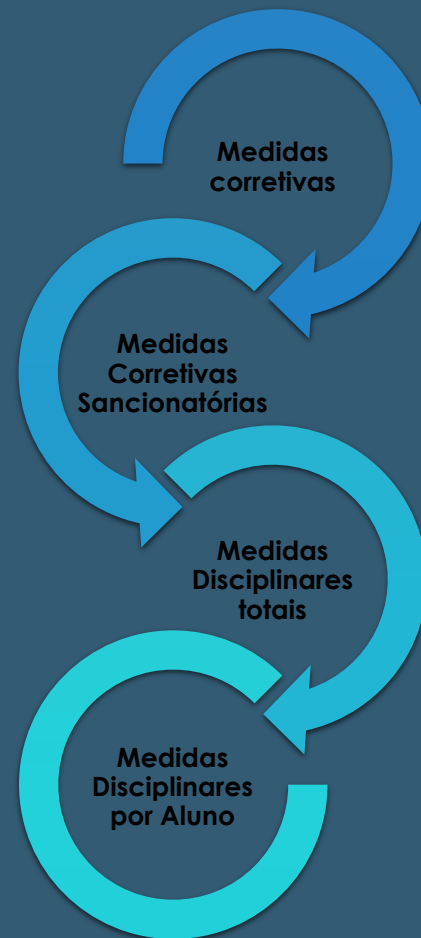 Medidas
corretivas
Medidas
Corretivas
Sancionatórias
Medidas
Disciplinares
totais
Medidas
Disciplinares
por Aluno